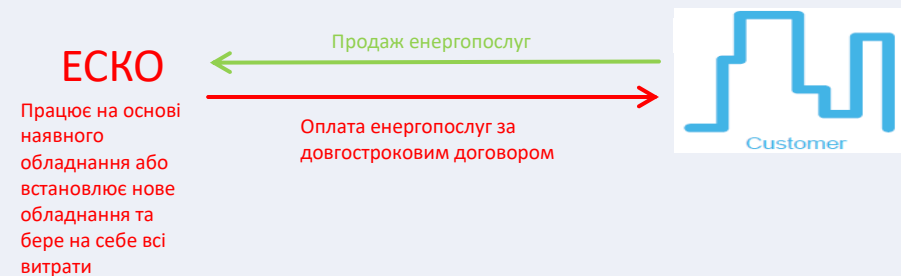 Продаж енергопослуг
ЕСКО
Працює на основі
наявного
обладнання або
встановлює нове
обладнання та
бере на себе всі
витрати
Оплата енергопослуг за
довгостроковим договором
Customer